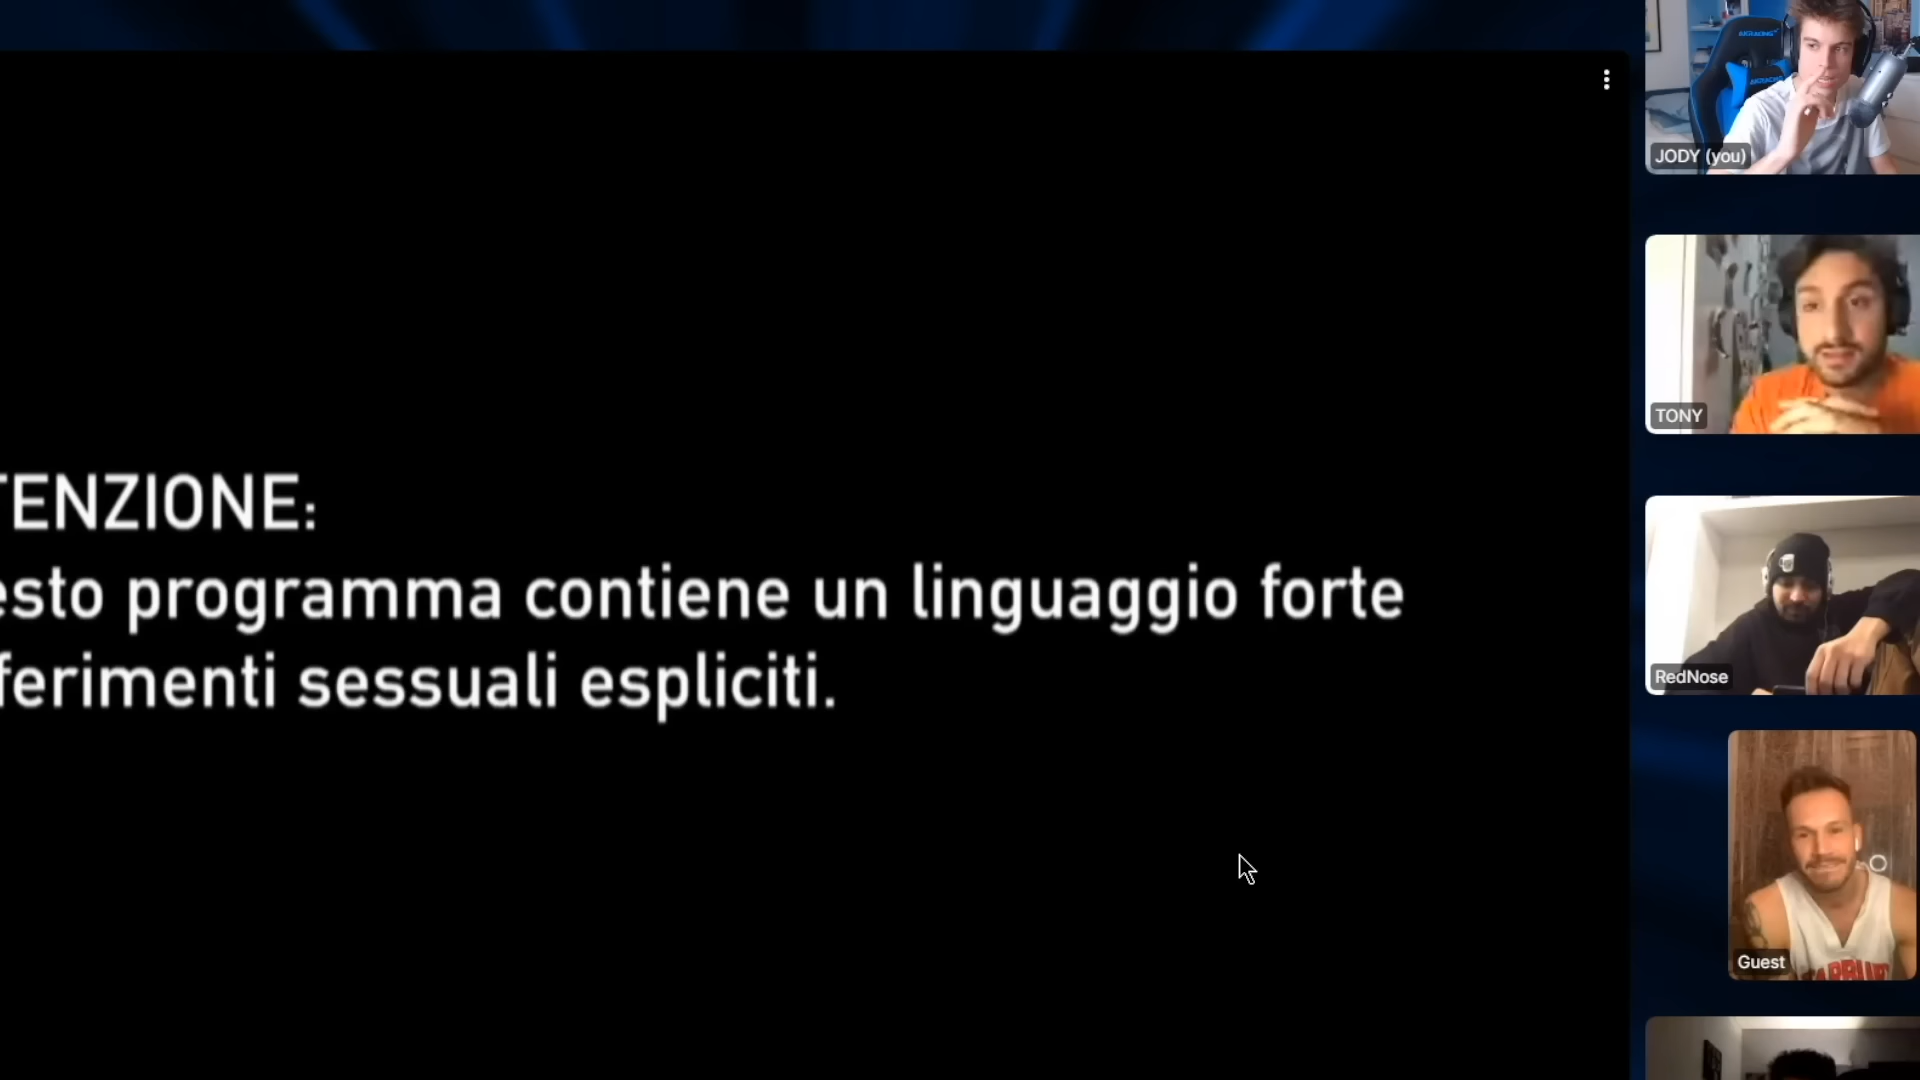 TENZIONE:
esto programma contiene un linguaggio forte
ferimenti sessuali espliciti.
JODY (you)
TONY
RedNose
Guest